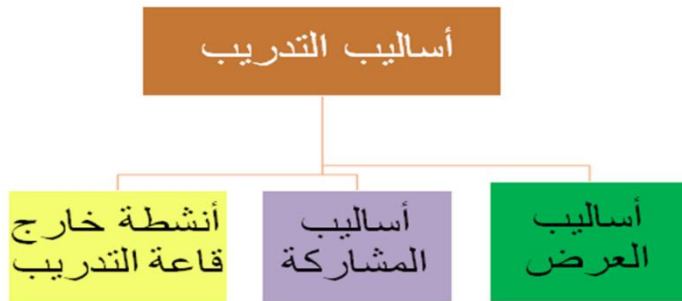 أساليب التدريب
أساليب
العرض
أساليب
المشاركة
أنشطة خارج
قاعة التدريب